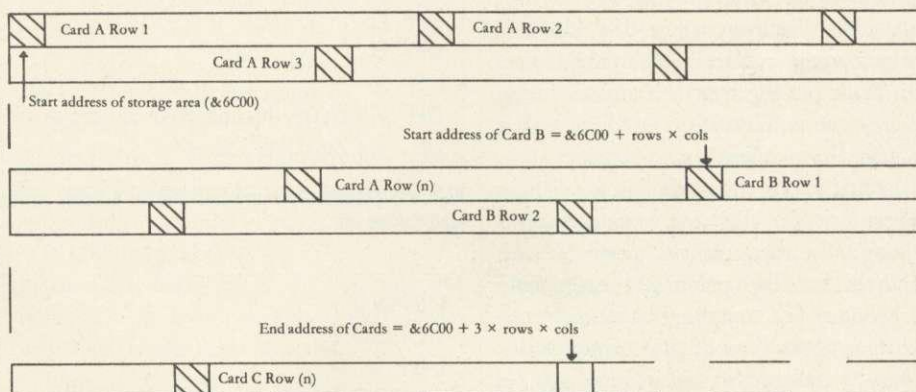 Card A Row 1 Card A Row 2
Card A Row 3
Start address of storage area (&6C00)
Start address of Card B = &6C00 + rows × cols
Card A Row (n) Card B Row 1
Card B Row 2
End address of Cards = &6C00 + 3 × rows × cols
Card C Row (n)